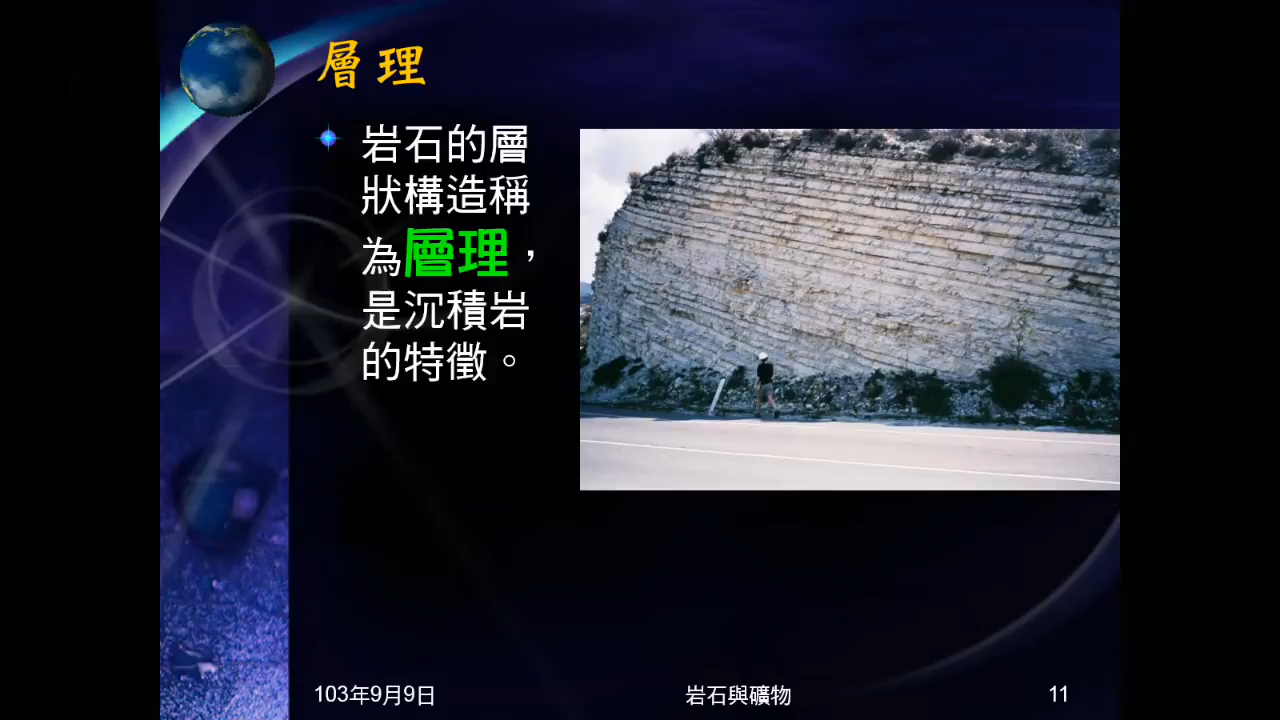 層理
岩石的層
狀構造稱
為層理，
是沉積岩
的特徵。
103年9月9日
岩石與礦物
11